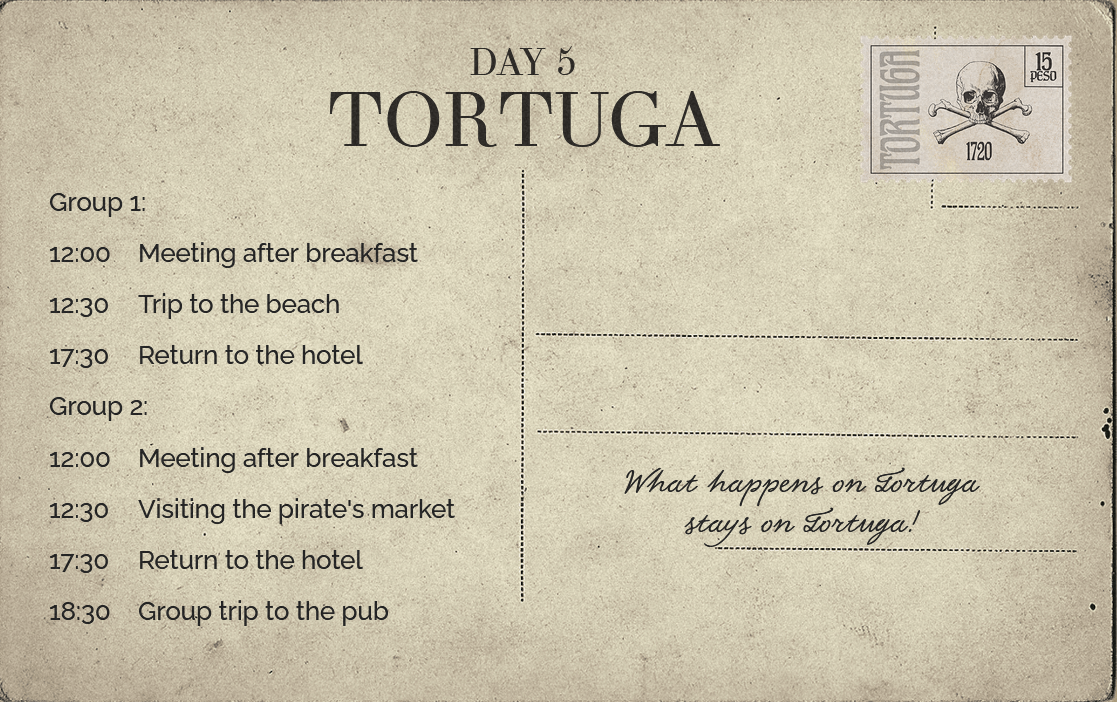 DAY 5
TORTUGA
TORTUGA
15
PESO
1720
Group 1:
12:00 Meeting after breakfast
12:30 Trip to the beach
17:30 Return to the hotel
Group 2:
12:00 Meeting after breakfast
12:30 Visiting the pirate's market
17:30 Return to the hotel
18:30 Group trip to the pub
What happens on Tortuga
stays on Tortuga!